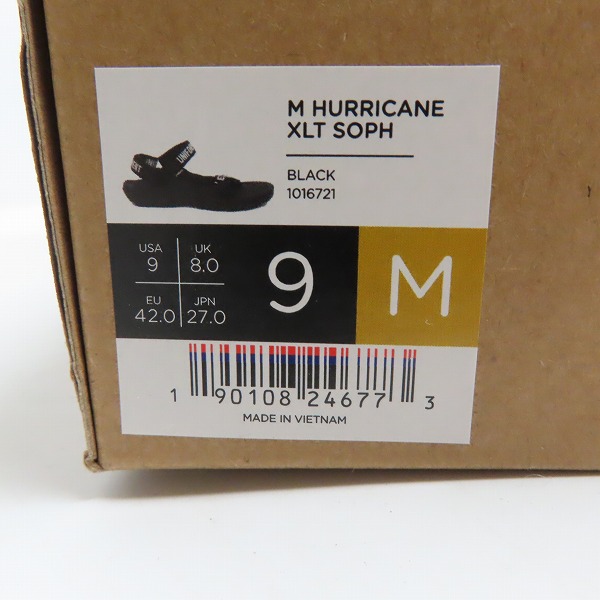 M HURRICANE
XLT SOPH
BLACK
1016721
UNIFORM
USA
9
UK
8.0
EU
42.0
JPN
27.0
9
M
1 90108 24677 3
MADE IN VIETNAM